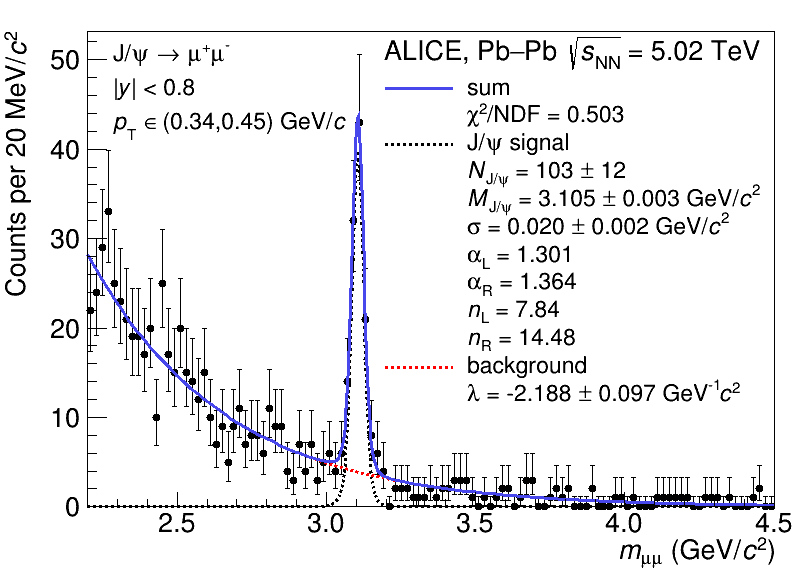 J/ψ → μ⁺μ⁻
|y| < 0.8
p_T ∈ (0.34,0.45) GeV/c
ALICE, Pb–Pb √s_NN = 5.02 TeV
sum
χ²/NDF = 0.503
J/ψ signal
N_J/ψ = 103 ± 12
M_J/ψ = 3.105 ± 0.003 GeV/c²
σ = 0.020 ± 0.002 GeV/c²
α_L = 1.301
α_R = 1.364
n_L = 7.84
n_R = 14.48
background
λ = -2.188 ± 0.097 GeV⁻¹c²
Counts per 20 MeV/c²
50
40
30
20
10
0
2.5 3.0 3.5 4.0 4.5
m_μμ (GeV/c²)